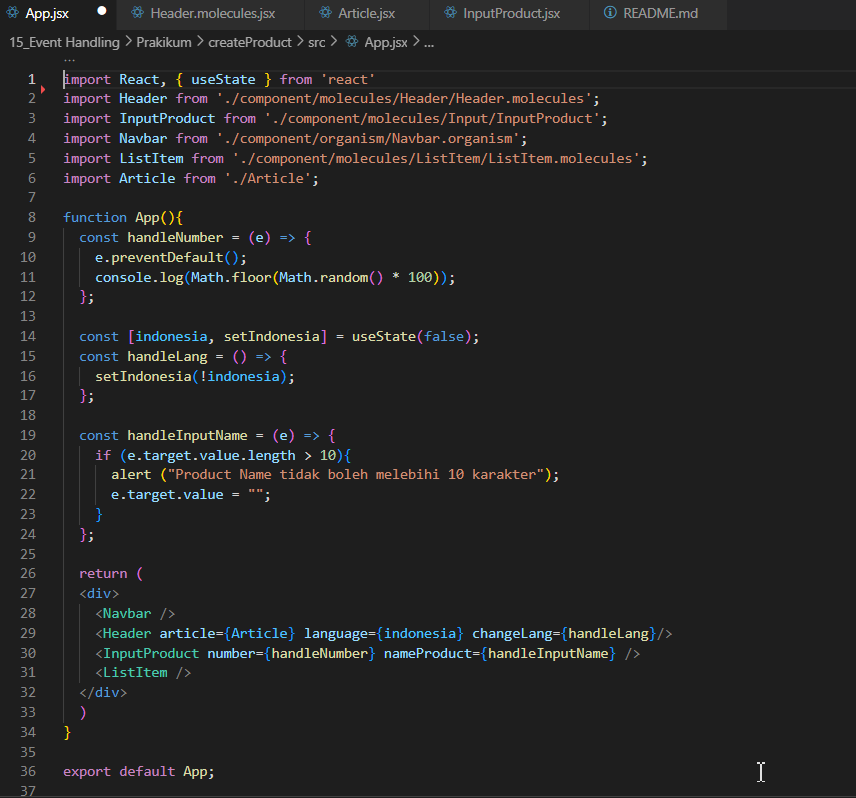 App.jsx Header.molecules.jsx Article.jsx InputProduct.jsx README.md
15_Event Handling > Prakikum > createProduct > src > App.jsx > ...
...
1 import React, { useState } from 'react'
2 import Header from './component/molecules/Header/Header.molecules';
3 import InputProduct from './component/molecules/Input/InputProduct';
4 import Navbar from './component/organism/Navbar.organism';
5 import ListItem from './component/molecules/ListItem/ListItem.molecules';
6 import Article from './Article';
7
8 function App(){
9   const handleNumber = (e) => {
10     e.preventDefault();
11     console.log(Math.floor(Math.random() * 100));
12   };
13
14   const [indonesia, setIndonesia] = useState(false);
15   const handleLang = () => {
16     setIndonesia(!indonesia);
17   };
18
19   const handleInputName = (e) => {
20     if (e.target.value.length > 10){
21       alert ("Product Name tidak boleh melebihi 10 karakter");
22       e.target.value = "";
23     }
24   };
25
26   return (
27   <div>
28     <Navbar />
29     <Header article={Article} language={indonesia} changeLang={handleLang}/>
30     <InputProduct number={handleNumber} nameProduct={handleInputName} />
31     <ListItem />
32   </div>
33   )
34 }
35
36 export default App;
37